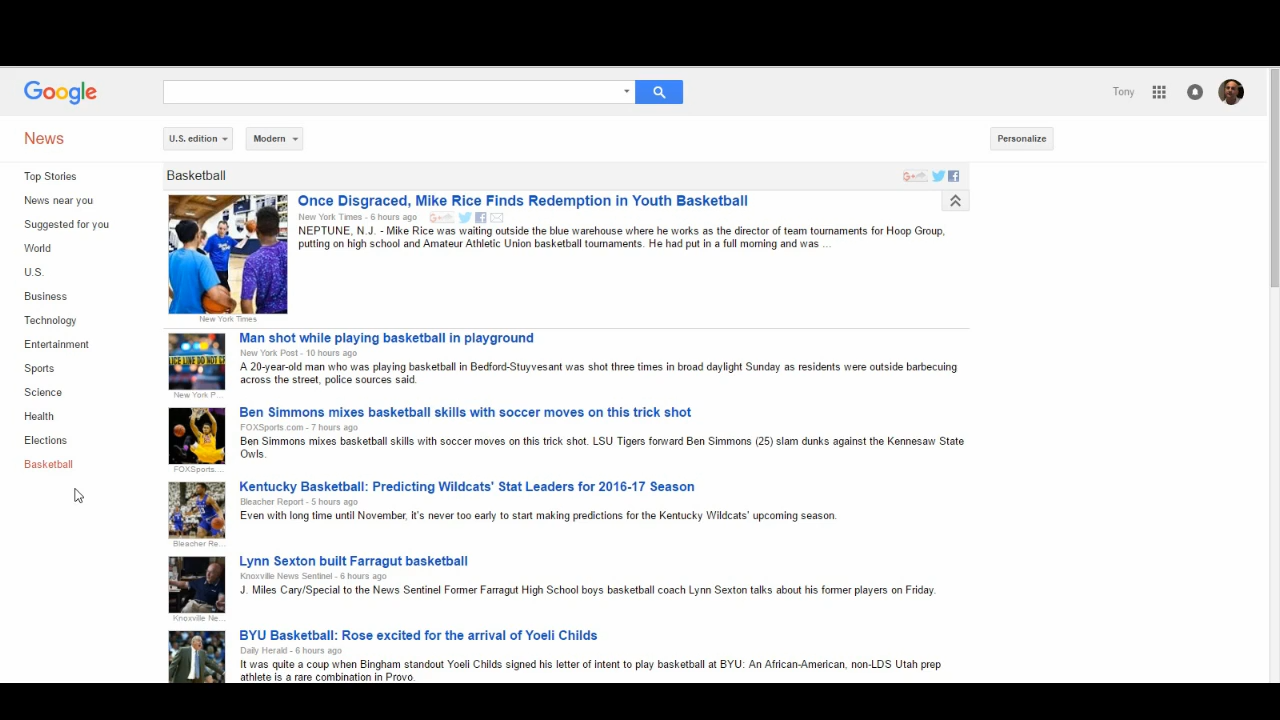 Google
Tony
News
U.S. edition
Modern
Personalize
Top Stories
News near you
Suggested for you
World
U.S.
Business
Technology
Entertainment
Sports
Science
Health
Elections
Basketball
Basketball
Once Disgraced, Mike Rice Finds Redemption in Youth Basketball
New York Times - 6 hours ago
NEPTUNE, N.J. - Mike Rice was waiting outside the blue warehouse where he works as the director of team tournaments for Hoop Group,
putting on high school and Amateur Athletic Union basketball tournaments. He had put in a full morning and was ...
New York Times
Man shot while playing basketball in playground
New York Post - 10 hours ago
A 20-year-old man who was playing basketball in Bedford-Stuyvesant was shot three times in broad daylight Sunday as residents were outside barbecuing
across the street, police sources said.
New York P...
Ben Simmons mixes basketball skills with soccer moves on this trick shot
FOXSports.com - 7 hours ago
Ben Simmons mixes basketball skills with soccer moves on this trick shot. LSU Tigers forward Ben Simmons (25) slam dunks against the Kennesaw State
Owls.
FOXSports....
Kentucky Basketball: Predicting Wildcats' Stat Leaders for 2016-17 Season
Bleacher Report - 5 hours ago
Even with long time until November, it's never too early to start making predictions for the Kentucky Wildcats' upcoming season.
Bleacher Re...
Lynn Sexton built Farragut basketball
Knoxville News Sentinel - 6 hours ago
J. Miles Cary/Special to the News Sentinel Former Farragut High School boys basketball coach Lynn Sexton talks about his former players on Friday.
Knoxville Ne...
BYU Basketball: Rose excited for the arrival of Yoeli Childs
Daily Herald - 6 hours ago
It was quite a coup when Bingham standout Yoeli Childs signed his letter of intent to play basketball at BYU: An African-American, non-LDS Utah prep
athlete is a rare combination in Provo.